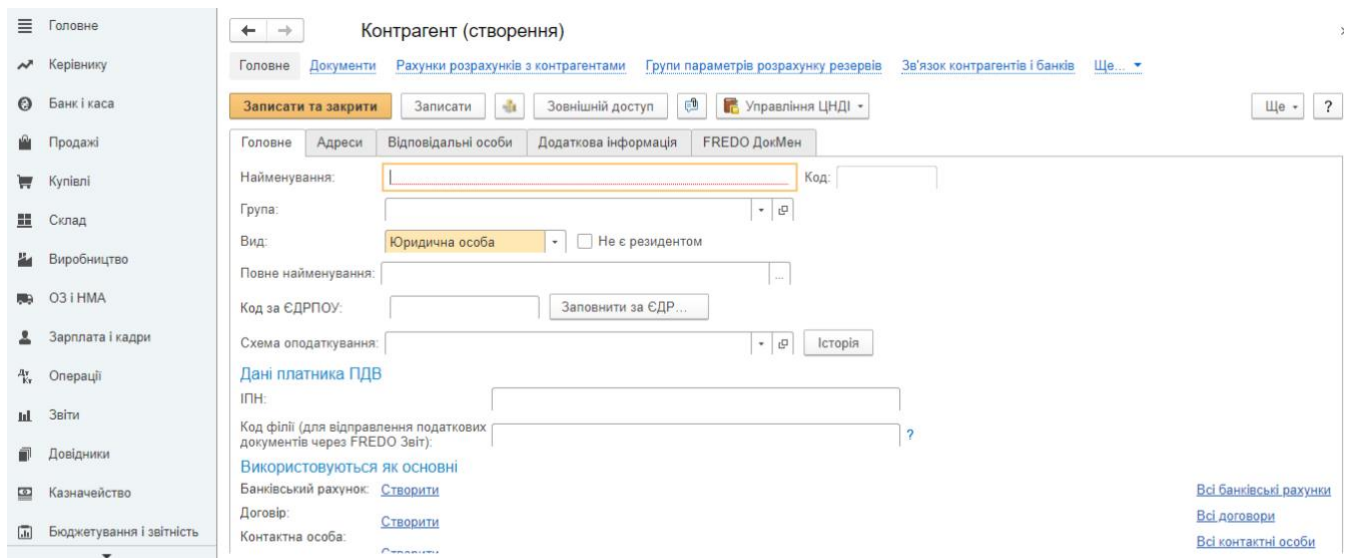 Головне
Керівнику
Банк і каса
Продажі
Купівлі
Склад
Виробництво
ОЗ і НМА
Зарплата і кадри
Дт Кт Операції
Звіти
Довідники
Казначейство
Бюджетування і звітність
Контрагент (створення)
Головне Документи Рахунки розрахунків з контрагентами Групи параметрів розрахунку резервів Зв'язок контрагентів і банків Ще...
Записати та закрити Записати Зовнішній доступ Управління ЦНДІ Ще ?
Головне Адреси Відповідальні особи Додаткова інформація FREDO ДокМен
Найменування: Код:
Група:
Вид: Юридична особа Не є резидентом
Повне найменування: ...
Код за ЄДРПОУ: Заповнити за ЄДР...
Схема оподаткування: Історія
Дані платника ПДВ
ІПН:
Код філії (для відправлення податкових
документів через FREDO Звіт): ?
Використовуються як основні
Банківський рахунок: Створити Всі банківські рахунки
Договір: Створити Всі договори
Контактна особа: Створити Всі контактні особи